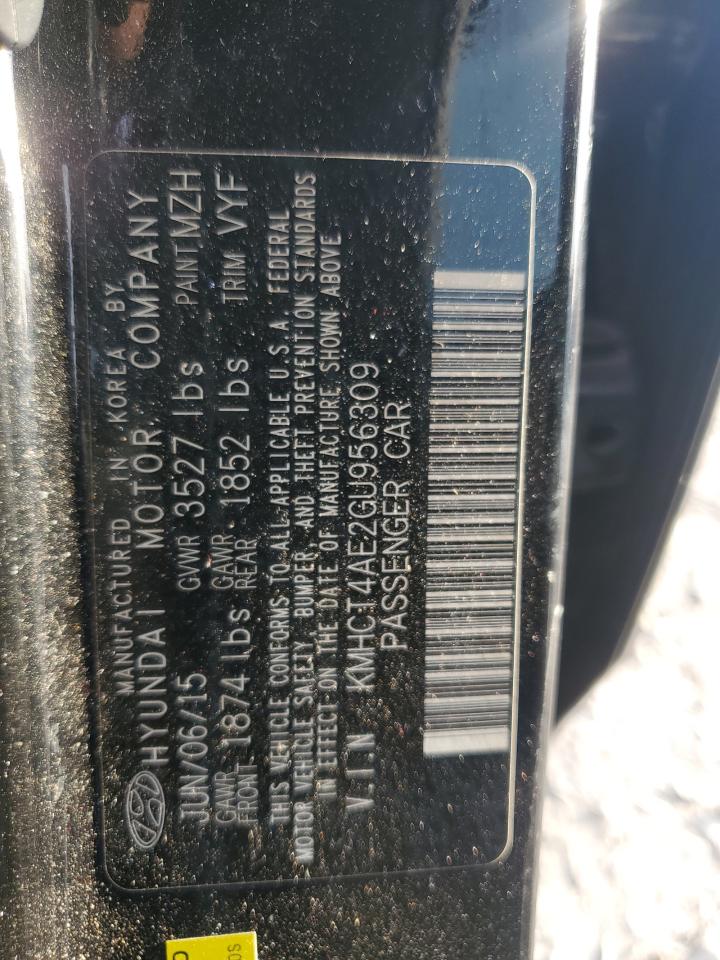 MANUFACTURED IN KOREA BY
HYUNDAI MOTOR COMPANY
JUN/06/15 GVWR 3527 lbs PAINT MZH
GAWR FRONT 1874 lbs GAWR REAR 1852 lbs TRIM VYF
THIS VEHICLE CONFORMS TO ALL APPLICABLE U.S.A. FEDERAL
MOTOR VEHICLE SAFETY, BUMPER AND THEFT PREVENTION STANDARDS
IN EFFECT ON THE DATE OF MANUFACTURE SHOWN ABOVE
V.I.N KMHCT4AE2GU956309
PASSENGER CAR